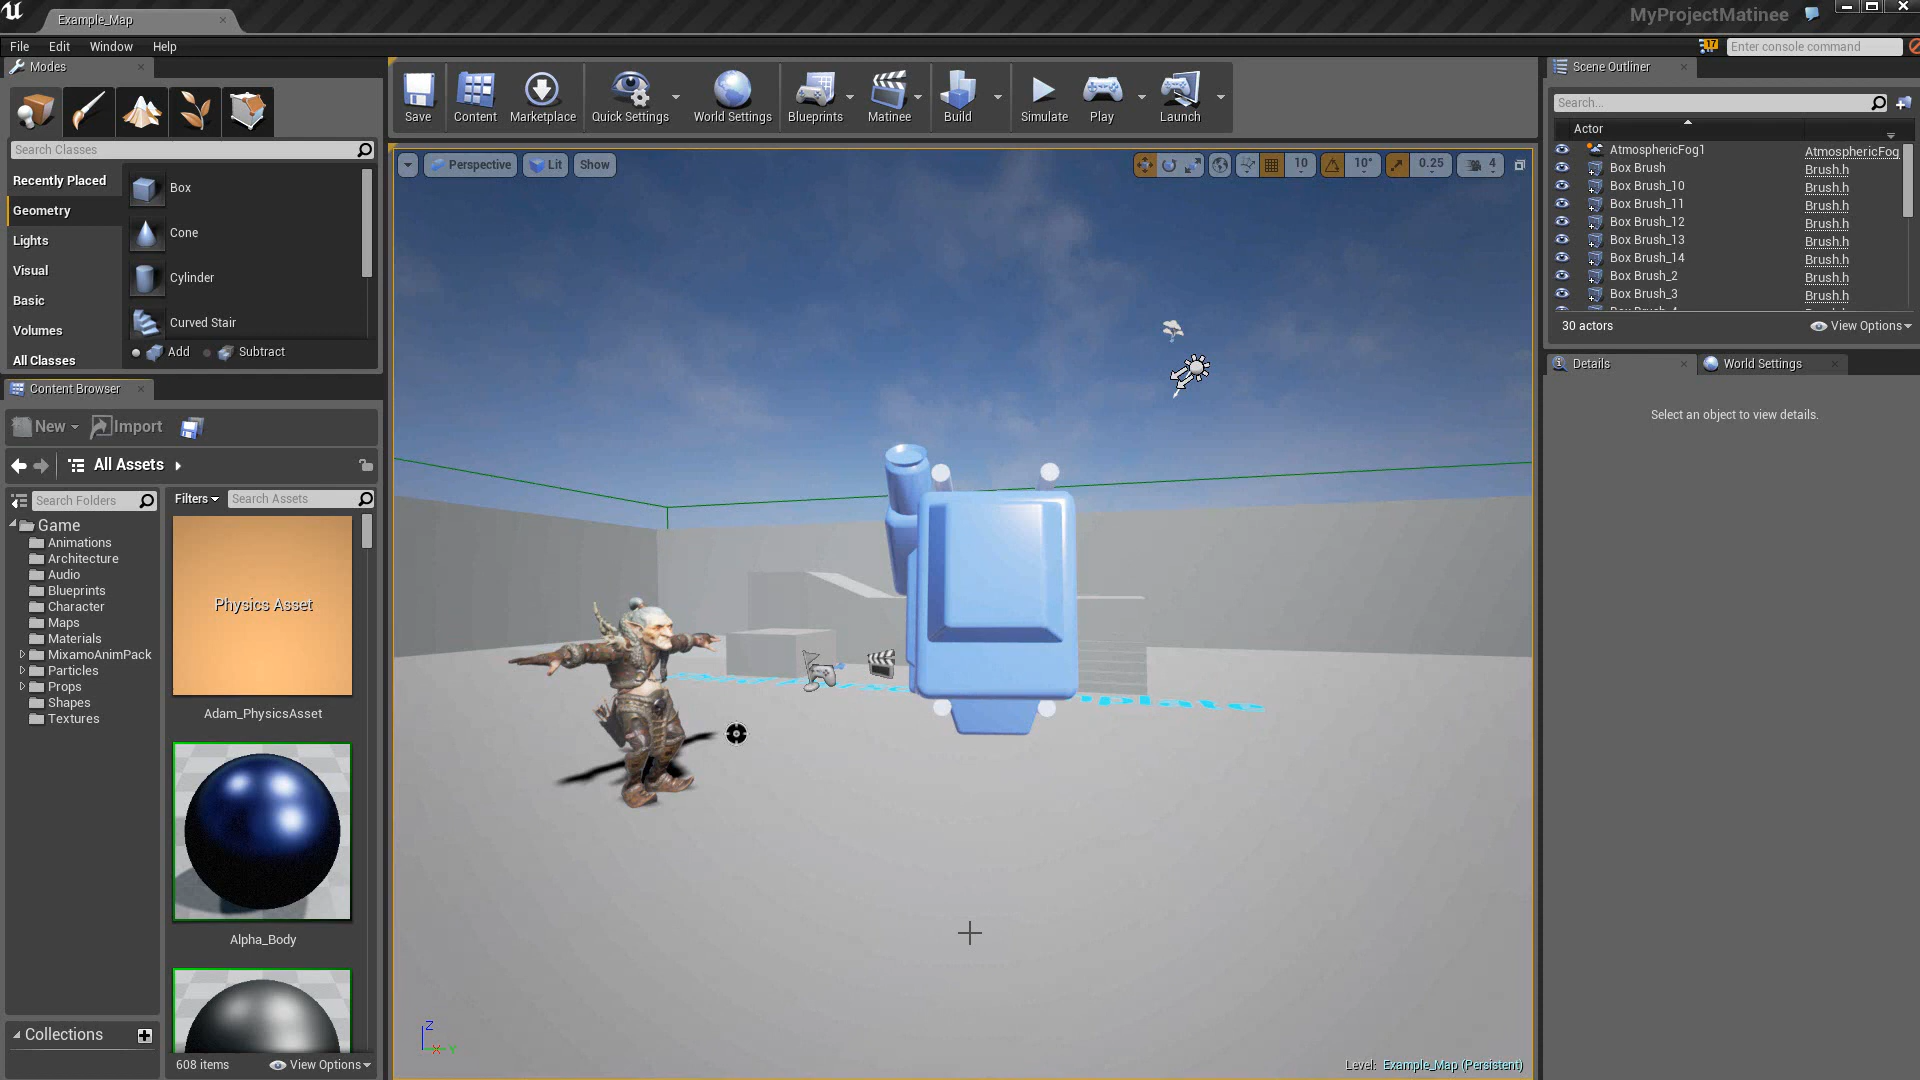 Example_Map
MyProjectMatinee
File Edit Window Help
17
Enter console command
Modes
Search Classes
Recently Placed
Geometry
Lights
Visual
Basic
Volumes
All Classes
Box
Cone
Cylinder
Curved Stair
Add Subtract
Content Browser
New Import
All Assets
Search Folders
Game
Animations
Architecture
Audio
Blueprints
Character
Maps
Materials
MixamoAnimPack
Particles
Props
Shapes
Textures
Collections
Filters Search Assets
Physics Asset
Adam_PhysicsAsset
Alpha_Body
608 items View Options
Save Content Marketplace Quick Settings World Settings Blueprints Matinee Build Simulate Play Launch
Perspective Lit Show
10 10° 0.25 4
Z
X Y
Level: Example_Map (Persistent)
Scene Outliner
Search...
Actor
AtmosphericFog1 AtmosphericFog
Box Brush Brush.h
Box Brush_10 Brush.h
Box Brush_11 Brush.h
Box Brush_12 Brush.h
Box Brush_13 Brush.h
Box Brush_14 Brush.h
Box Brush_2 Brush.h
Box Brush_3 Brush.h
30 actors View Options
Details World Settings
Select an object to view details.